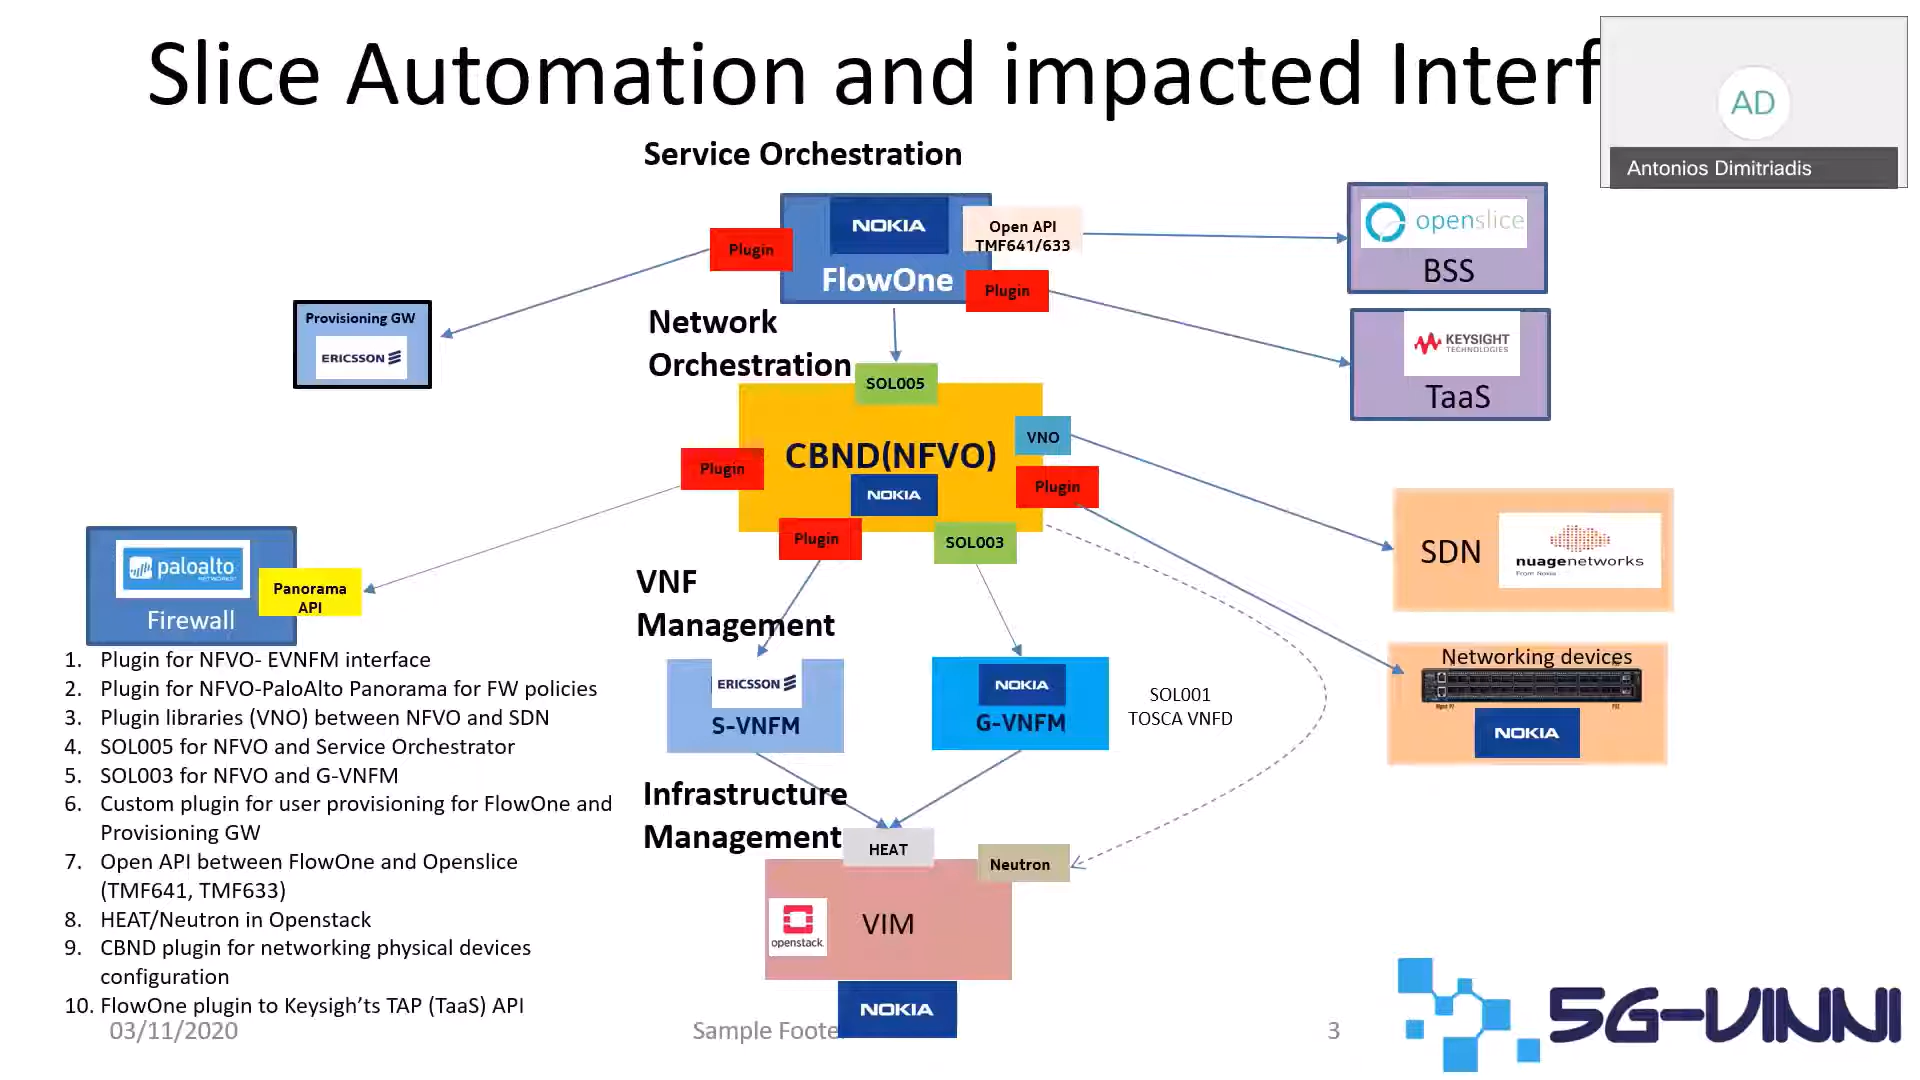 Slice Automation and impacted Interf
AD
Antonios Dimitriadis
Service Orchestration
NOKIA
FlowOne
Plugin
Open API
TMF641/633
Plugin
openslice
BSS
Provisioning GW
ERICSSON
KEYSIGHT
TECHNOLOGIES
TaaS
Network
Orchestration
SOL005
CBND(NFVO)
NOKIA
VNO
Plugin
Plugin
Plugin
SOL003
SDN
nuagenetworks
From Nokia
paloalto
NETWORKS
Firewall
Panorama
API
VNF
Management
ERICSSON
S-VNFM
NOKIA
G-VNFM
SOL001
TOSCA VNFD
Networking devices
NOKIA
Infrastructure
Management
HEAT
Neutron
openstack
VIM
NOKIA
1. Plugin for NFVO- EVNFM interface
2. Plugin for NFVO-PaloAlto Panorama for FW policies
3. Plugin libraries (VNO) between NFVO and SDN
4. SOL005 for NFVO and Service Orchestrator
5. SOL003 for NFVO and G-VNFM
6. Custom plugin for user provisioning for FlowOne and
Provisioning GW
7. Open API between FlowOne and Openslice
(TMF641, TMF633)
8. HEAT/Neutron in Openstack
9. CBND plugin for networking physical devices
configuration
10. FlowOne plugin to Keysigh'ts TAP (TaaS) API
03/11/2020
Sample Foote
3
5G-VINNI